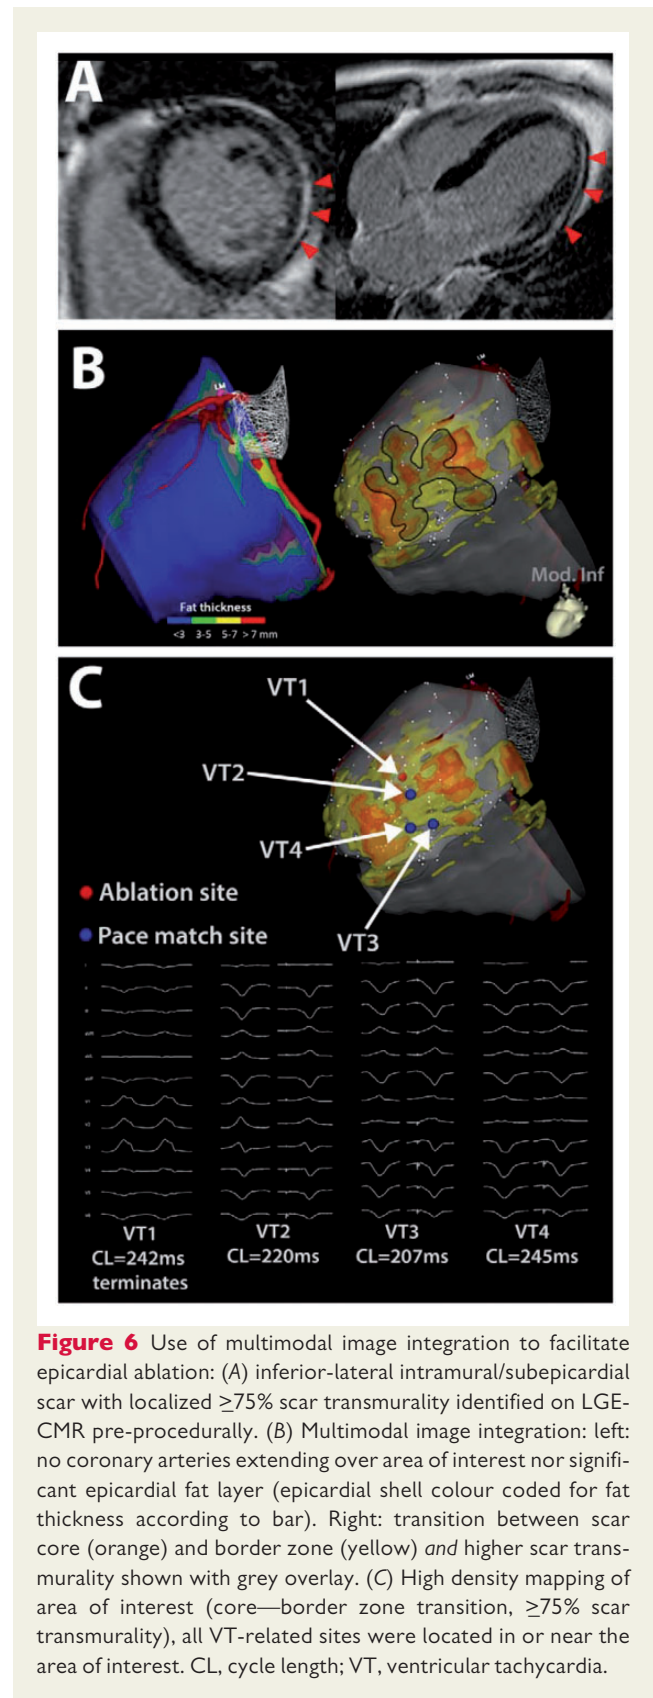 A
B
LM
LM
Mod. Inf
Fat thickness
<3 3-5 5-7 >7 mm
C
LM
VT1
VT2
VT4
VT3
Ablation site
Pace match site
VT1
CL=242ms
terminates
VT2
CL=220ms
VT3
CL=207ms
VT4
CL=245ms
Figure 6 Use of multimodal image integration to facilitate
epicardial ablation: (A) inferior-lateral intramural/subepicardial
scar with localized ≥75% scar transmurality identified on LGE-
CMR pre-procedurally. (B) Multimodal image integration: left:
no coronary arteries extending over area of interest nor signifi-
cant epicardial fat layer (epicardial shell colour coded for fat
thickness according to bar). Right: transition between scar
core (orange) and border zone (yellow) and higher scar trans-
murality shown with grey overlay. (C) High density mapping of
area of interest (core—border zone transition, ≥75% scar
transmurality), all VT-related sites were located in or near the
area of interest. CL, cycle length; VT, ventricular tachycardia.